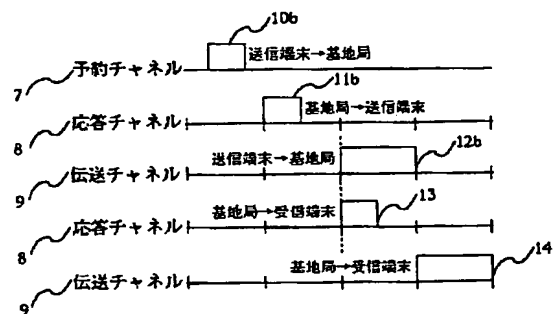 10b
送信端末→基地局
7 予約チャネル
11b
基地局→送信端末
8 応答チャネル
送信端末→基地局
12b
9 伝送チャネル
基地局→受信端末
13
8 応答チャネル
基地局→受信端末
14
9 伝送チャネル